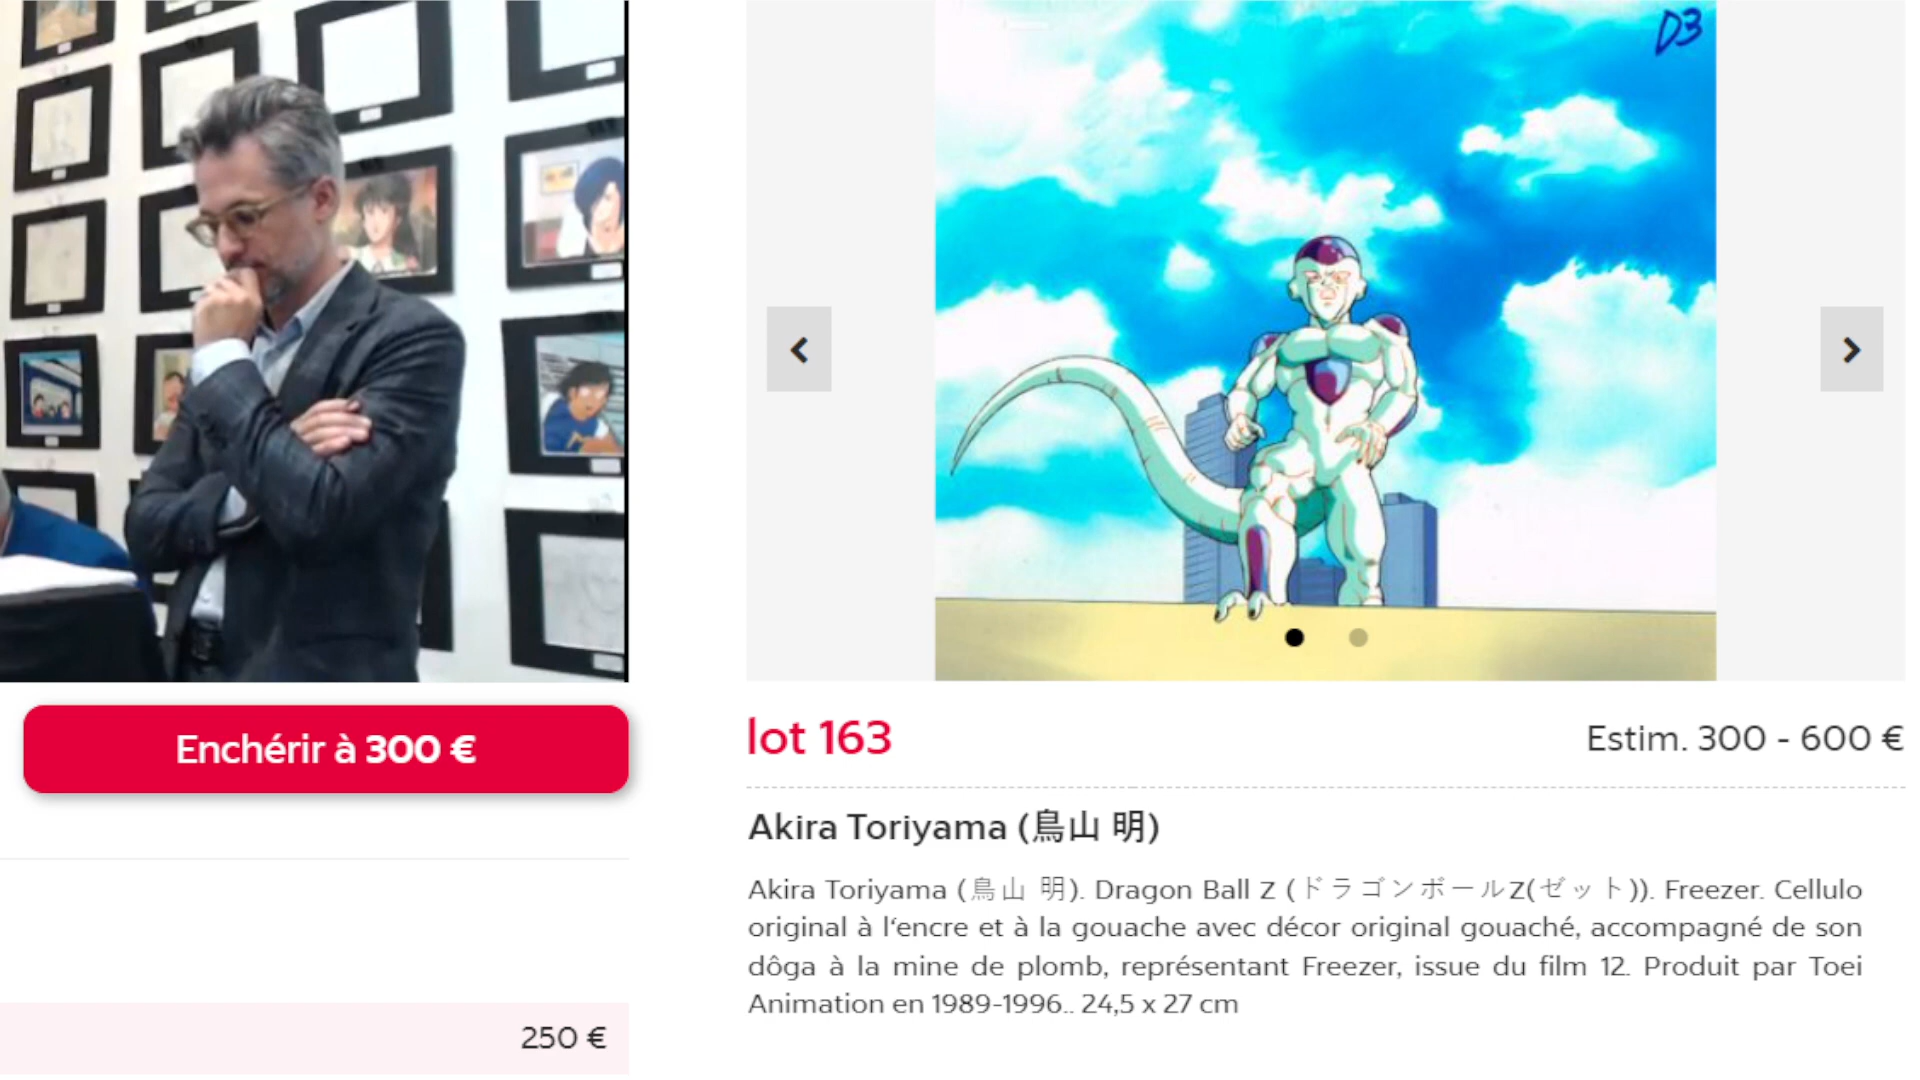 D3
Enchérir à 300 €
250 €
lot 163
Estim. 300 - 600 €
Akira Toriyama (鳥山 明)
Akira Toriyama (鳥山 明). Dragon Ball Z (ドラゴンボールZ(ゼット)). Freezer. Cellulo
original à l‘encre et à la gouache avec décor original gouaché, accompagné de son
dôga à la mine de plomb, représentant Freezer, issue du film 12. Produit par Toei
Animation en 1989-1996.. 24,5 x 27 cm